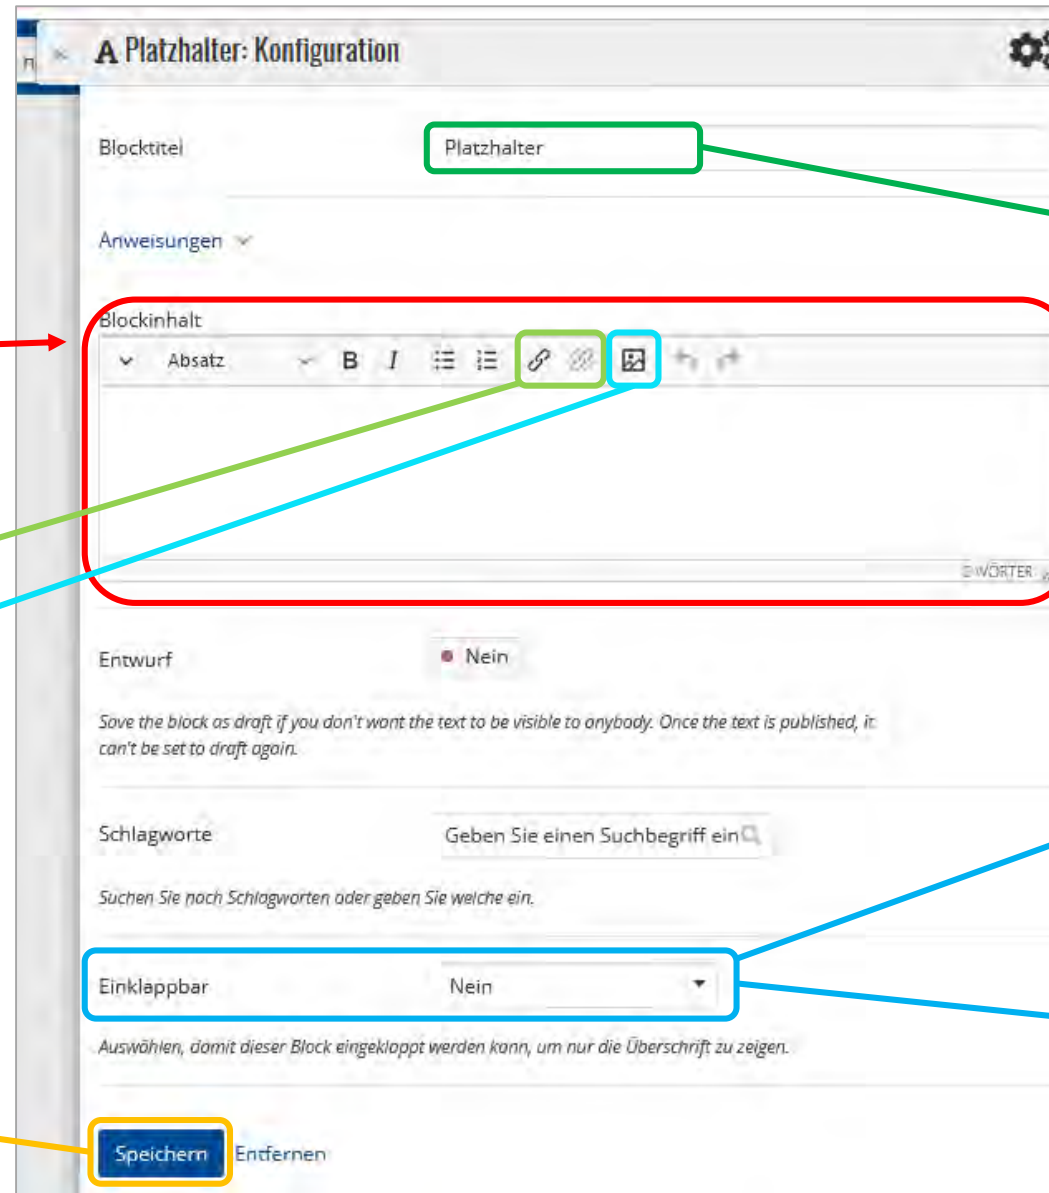 A Platzhalter: Konfiguration
Blocktitel Platzhalter
Anweisungen
Blockinhalt
Absatz B I
WÖRTER
Entwurf Nein
Save the block as draft if you don't want the text to be visible to anybody. Once the text is published, it
can't be set to draft again.
Schlagworte Geben Sie einen Suchbegriff ein
Suchen Sie nach Schlagworten oder geben Sie welche ein.
Einklappbar Nein
Auswählen, damit dieser Block eingeklappt werden kann, um nur die Überschrift zu zeigen.
Speichern Entfernen